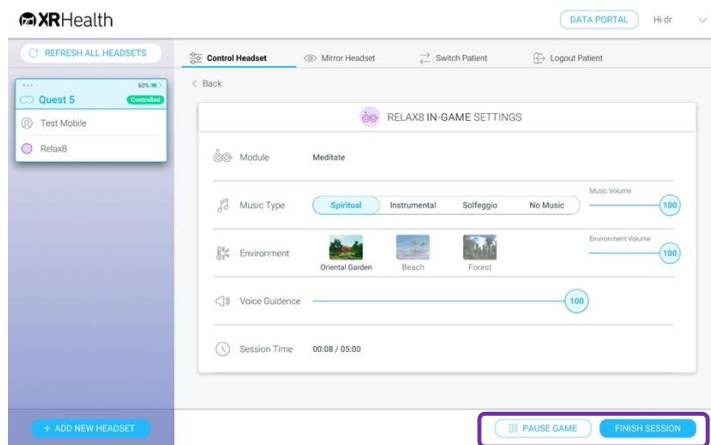 XRHealth
DATA PORTAL
Hi dr
REFRESH ALL HEADSETS
Control Headset
Mirror Headset
Switch Patient
Logout Patient
60%
Quest 5
Controlled
Test Mobile
Relax8
Back
RELAX8 IN-GAME SETTINGS
Module
Meditate
Music Type
Spiritual
Instrumental
Solfeggio
No Music
Music Volume
100
Environment
Oriental Garden
Beach
Forest
Environment Volume
100
Voice Guidence
100
Session Time
00:08 / 05:00
+ ADD NEW HEADSET
PAUSE GAME
FINISH SESSION